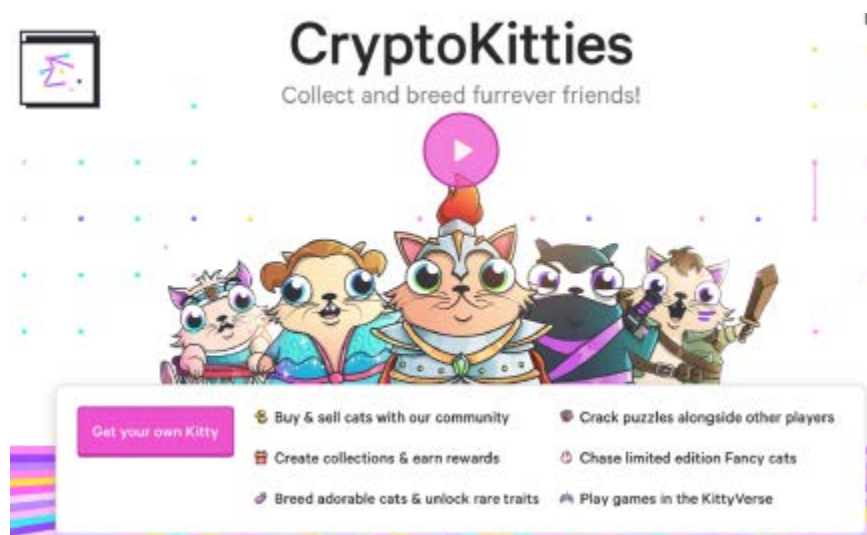 CryptoKitties
Collect and breed furrever friends!
Get your own Kitty
Buy & sell cats with our community
Create collections & earn rewards
Breed adorable cats & unlock rare traits
Crack puzzles alongside other players
Chase limited edition Fancy cats
Play games in the KittyVerse